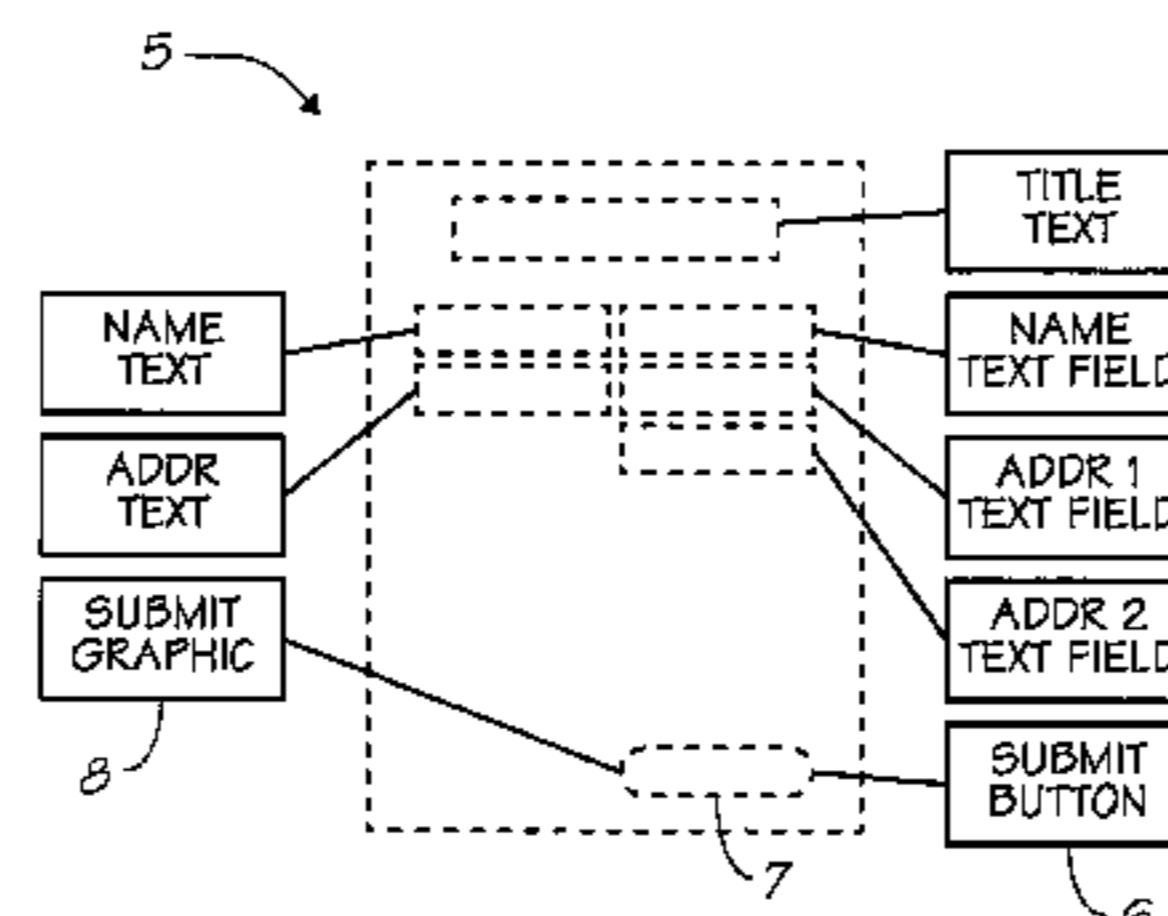 5
TITLE
TEXT
NAME
TEXT
NAME
TEXT FIELD
ADDR
TEXT
ADDR 1
TEXT FIELD
SUBMIT
GRAPHIC
ADDR 2
TEXT FIELD
8
SUBMIT
BUTTON
7
6